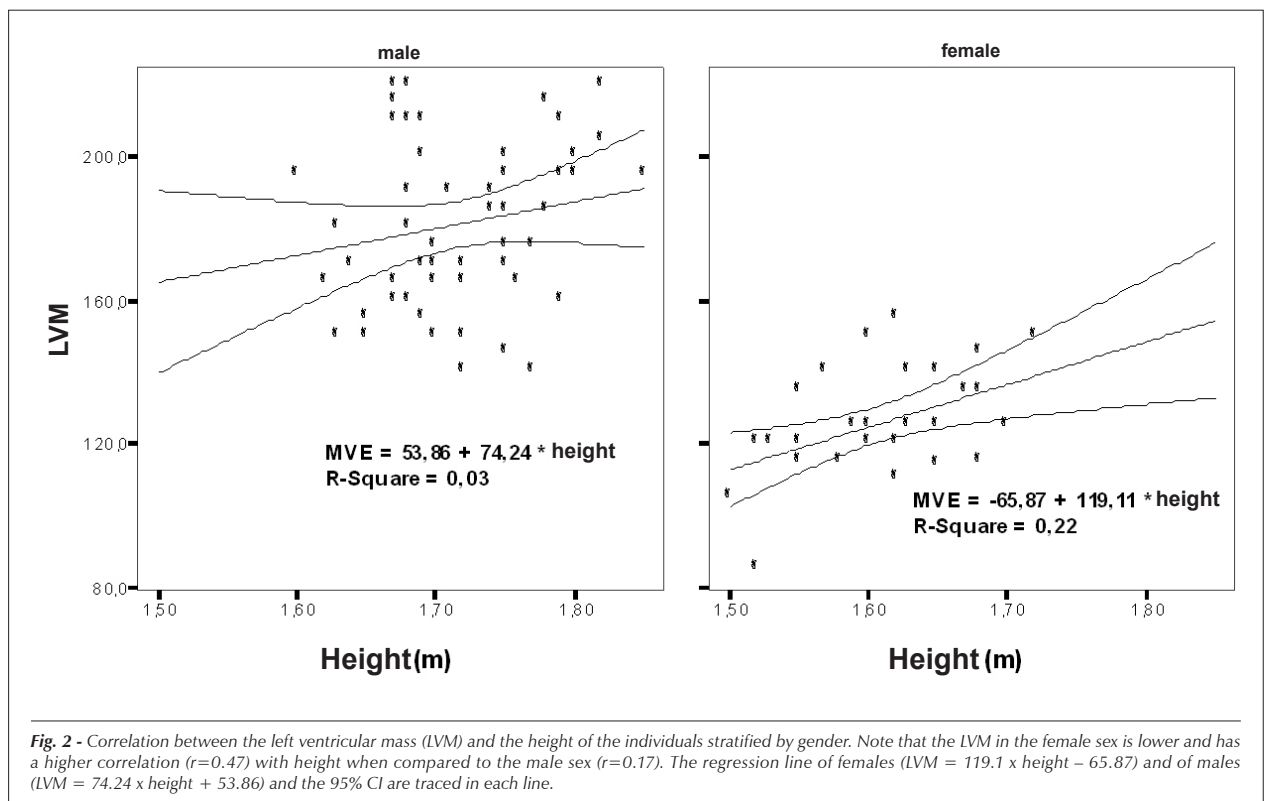 male
female
LVM
200,0
160,0
120,0
80,0
MVE = 53,86 + 74,24 * height
R-Square = 0,03
1,50 1,60 1,70 1,80
Height (m)
MVE = -65,87 + 119,11 * height
R-Square = 0,22
1,50 1,60 1,70 1,80
Height (m)
Fig. 2 - Correlation between the left ventricular mass (LVM) and the height of the individuals stratified by gender. Note that the LVM in the female sex is lower and has
a higher correlation (r=0.47) with height when compared to the male sex (r=0.17). The regression line of females (LVM = 119.1 x height – 65.87) and of males
(LVM = 74.24 x height + 53.86) and the 95% CI are traced in each line.